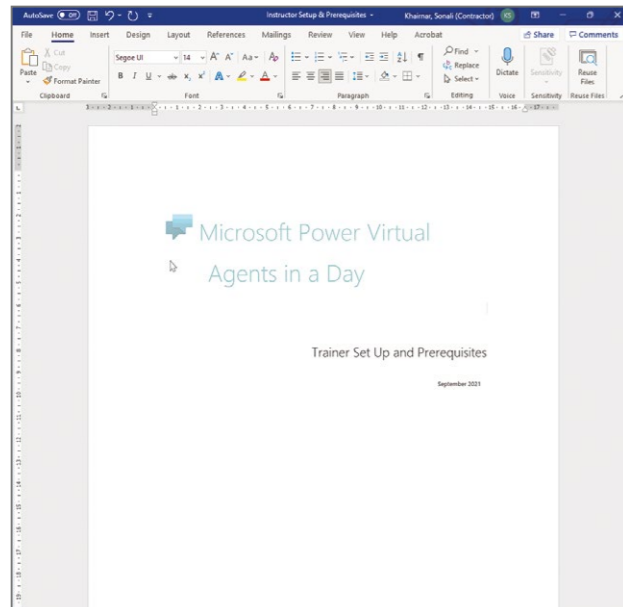 AutoSave Off Instructor Setup & Prerequisites Khairnar, Sonali (Contractor) KS
File Home Insert Design Layout References Mailings Review View Help Acrobat Share Comments
Cut
Copy
Format Painter
Paste
Segoe UI 14
Find
Replace
Select
Dictate
Sensitivity
Reuse Files
Clipboard Font Paragraph Editing Voice Sensitivity Reuse Files
Microsoft Power Virtual
Agents in a Day
Trainer Set Up and Prerequisites
September 2021